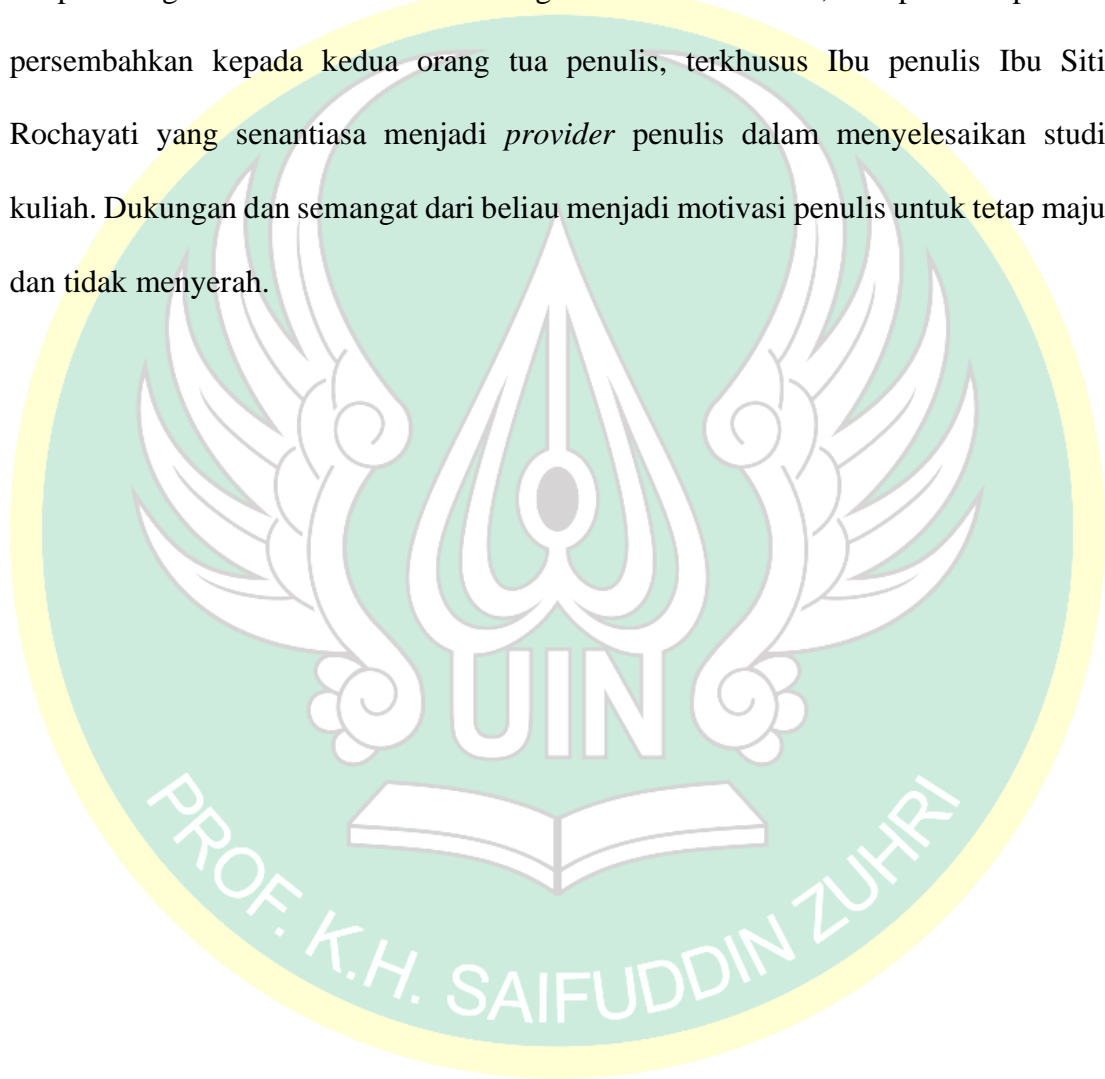 persembahkan kepada kedua orang tua penulis, terkhusus Ibu penulis Ibu Siti
Rochayati yang senantiasa menjadi provider penulis dalam menyelesaikan studi
kuliah. Dukungan dan semangat dari beliau menjadi motivasi penulis untuk tetap maju
dan tidak menyerah.
UIN
PROF. K.H. SAIFUDDIN ZUHRI